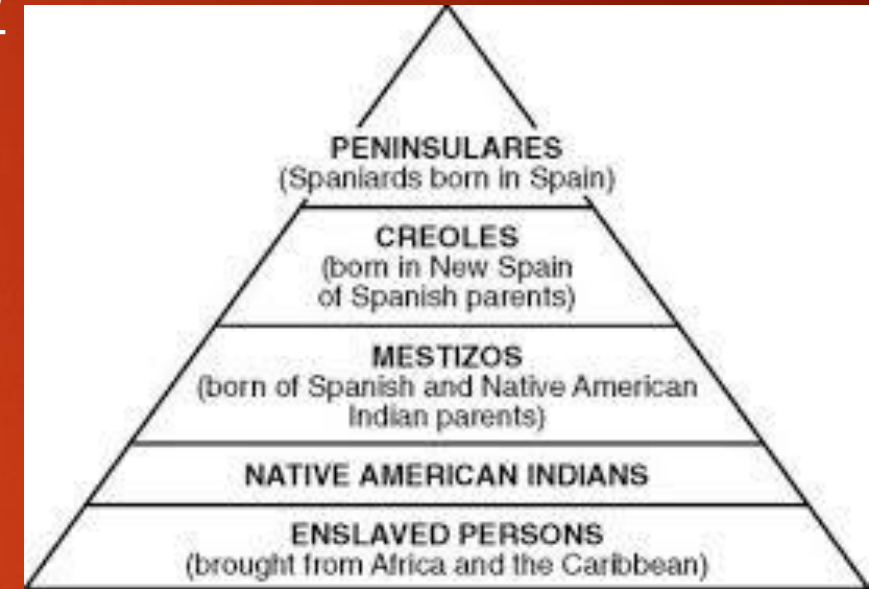 PENINSULARES
(Spaniards born in Spain)
CREOLES
(born in New Spain
of Spanish parents)
MESTIZOS
(born of Spanish and Native American
Indian parents)
NATIVE AMERICAN INDIANS
ENSLAVED PERSONS
(brought from Africa and the Caribbean)